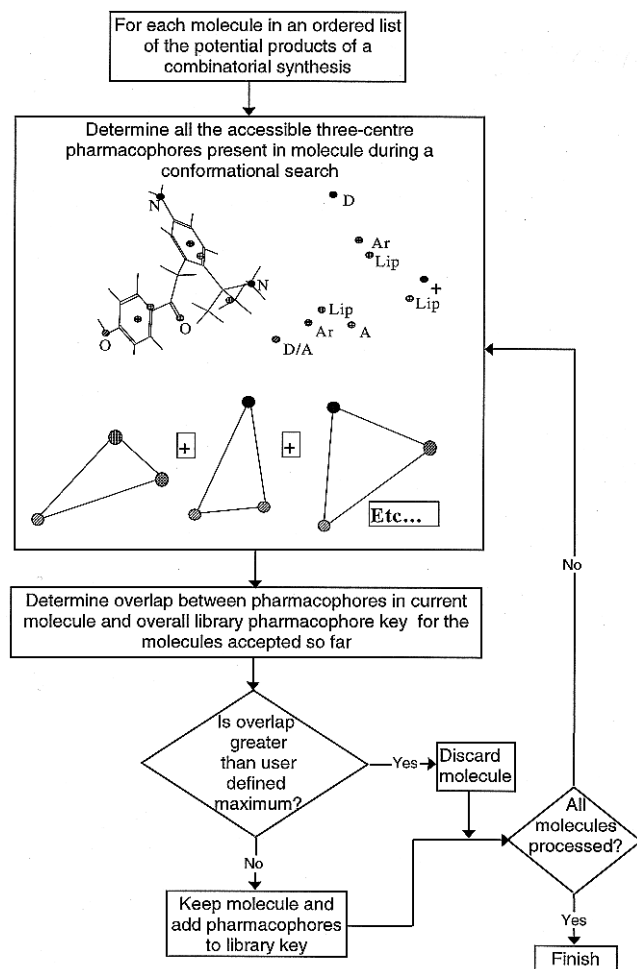 For each molecule in an ordered list
of the potential products of a
combinatorial synthesis
Determine all the accessible three-centre
pharmacophores present in molecule during a
conformational search
N
N
O
O
D
Ar
Lip
+
Lip
Lip
Ar
A
D/A
+
+
Etc...
No
Determine overlap between pharmacophores in current
molecule and overall library pharmacophore key for the
molecules accepted so far
Is overlap
greater
than user
defined
maximum?
Yes
Discard
molecule
All
molecules
processed?
No
Keep molecule and
add pharmacophores
to library key
Yes
Finish